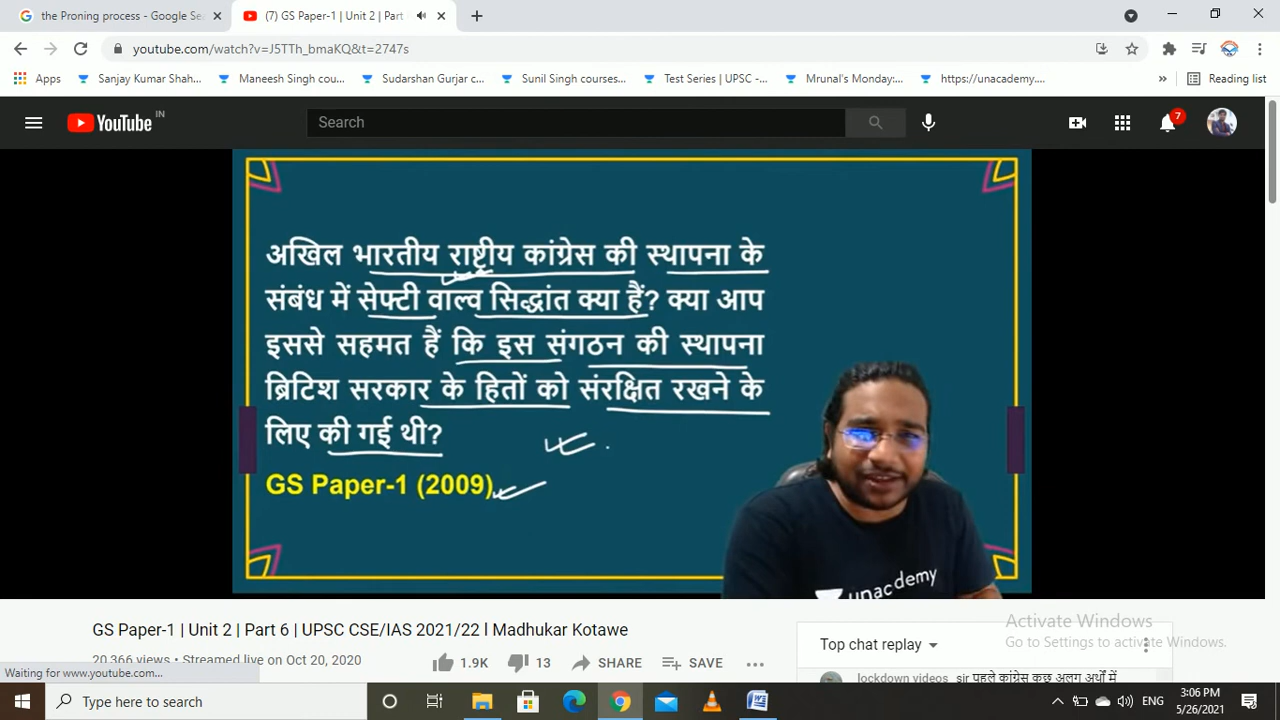 the Proning process - Google Se
(7) GS Paper-1 | Unit 2 | Part
youtube.com/watch?v=J5TTh_bmaKQ&t=2747s
Apps
Sanjay Kumar Shah...
Maneesh Singh cou...
Sudarshan Gurjar c...
Sunil Singh courses...
Test Series | UPSC -...
Mrunal's Monday:...
https://unacademy....
»
Reading list
YouTube IN
Search
7
अखिल भारतीय राष्ट्रीय कांग्रेस की स्थापना के
संबंध में सेफ्टी वाल्व सिद्धांत क्या हैं? क्या आप
इससे सहमत हैं कि इस संगठन की स्थापना
ब्रिटिश सरकार के हितों को संरक्षित रखने के
लिए की गई थी?
GS Paper-1 (2009)
unacademy
GS Paper-1 | Unit 2 | Part 6 | UPSC CSE/IAS 2021/22 l Madhukar Kotawe
20,366 views • Streamed live on Oct 20, 2020
1.9K
13
SHARE
SAVE
Top chat replay
lockdown videos sir पहले कांग्रेस कुछ अलग अर्थों में
Activate Windows
Go to Settings to activate Windows.
Waiting for www.youtube.com...
Type here to search
ENG
3:06 PM
5/26/2021